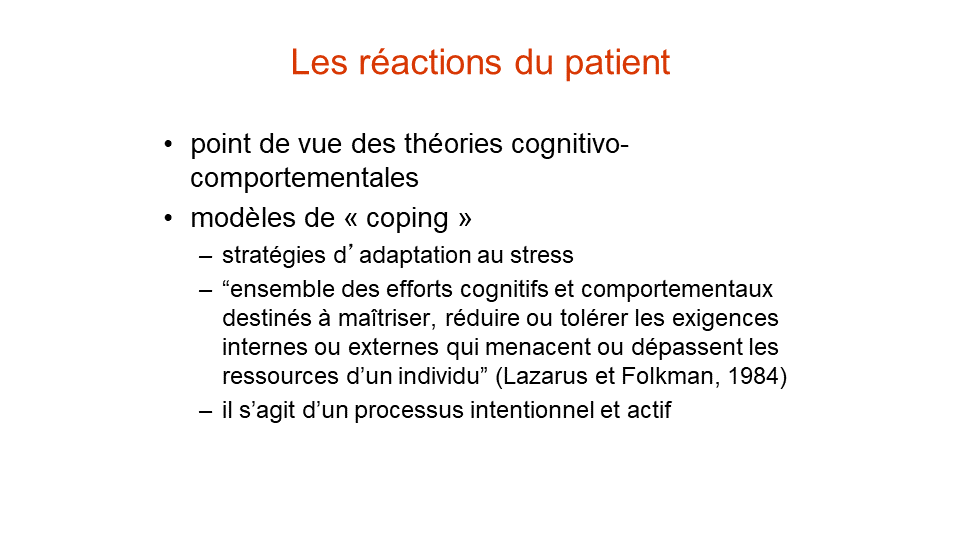 Les réactions du patient
• point de vue des théories cognitivo-
comportementales
• modèles de « coping »
– stratégies d’ adaptation au stress
– “ensemble des efforts cognitifs et comportementaux
destinés à maîtriser, réduire ou tolérer les exigences
internes ou externes qui menacent ou dépassent les
ressources d’un individu” (Lazarus et Folkman, 1984)
– il s’agit d’un processus intentionnel et actif